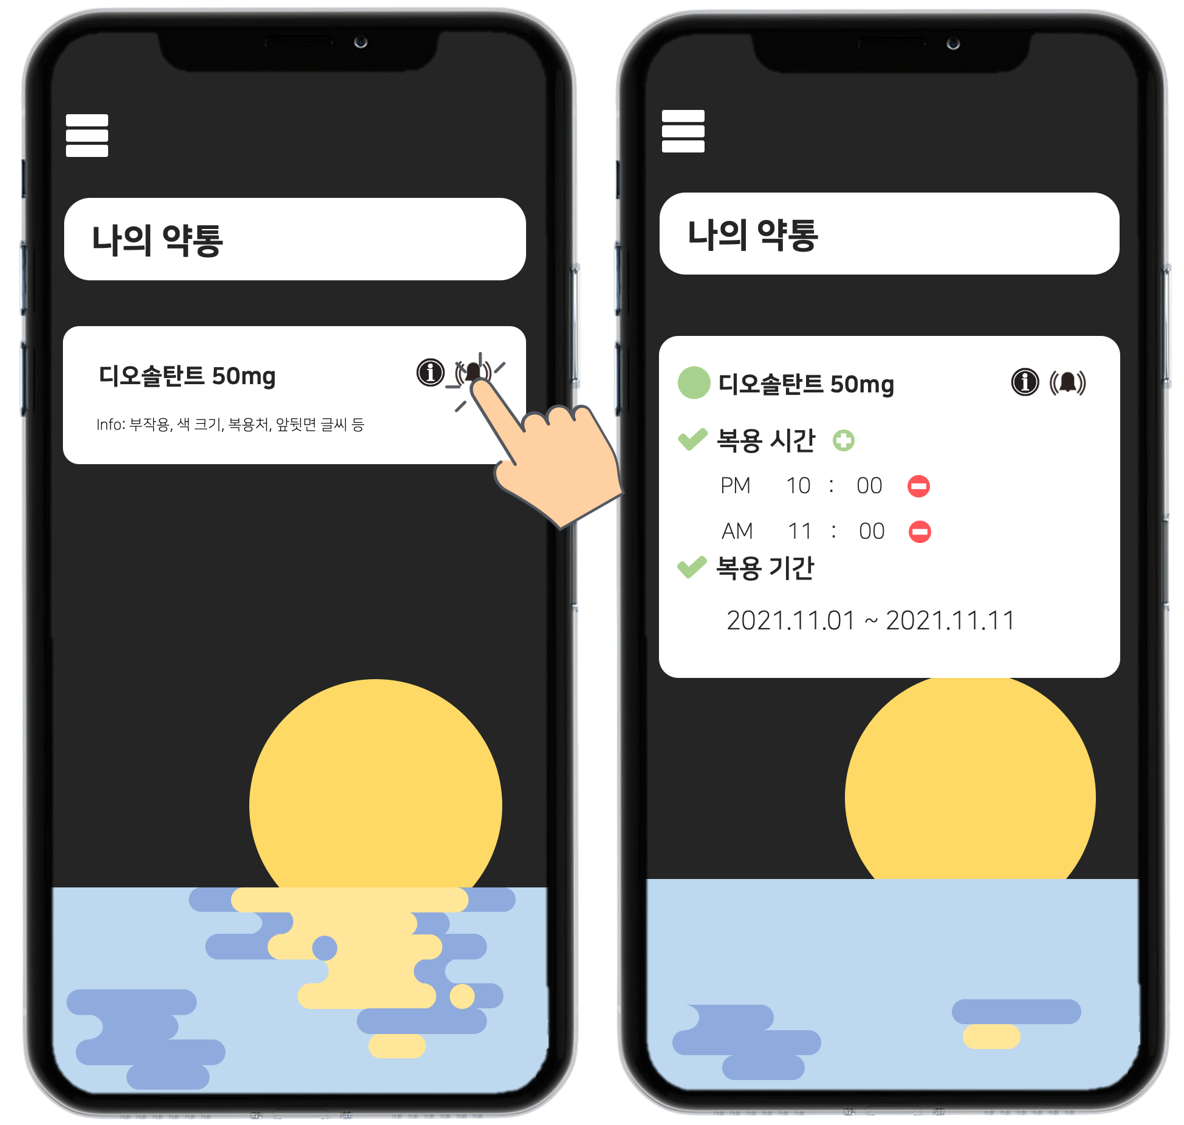 나의 약통
디오솔탄트 50mg
Info: 부작용, 색 크기, 복용처, 앞뒷면 글씨 등
나의 약통
디오솔탄트 50mg
복용 시간
PM 10 : 00
AM 11 : 00
복용 기간
2021.11.01 ~ 2021.11.11